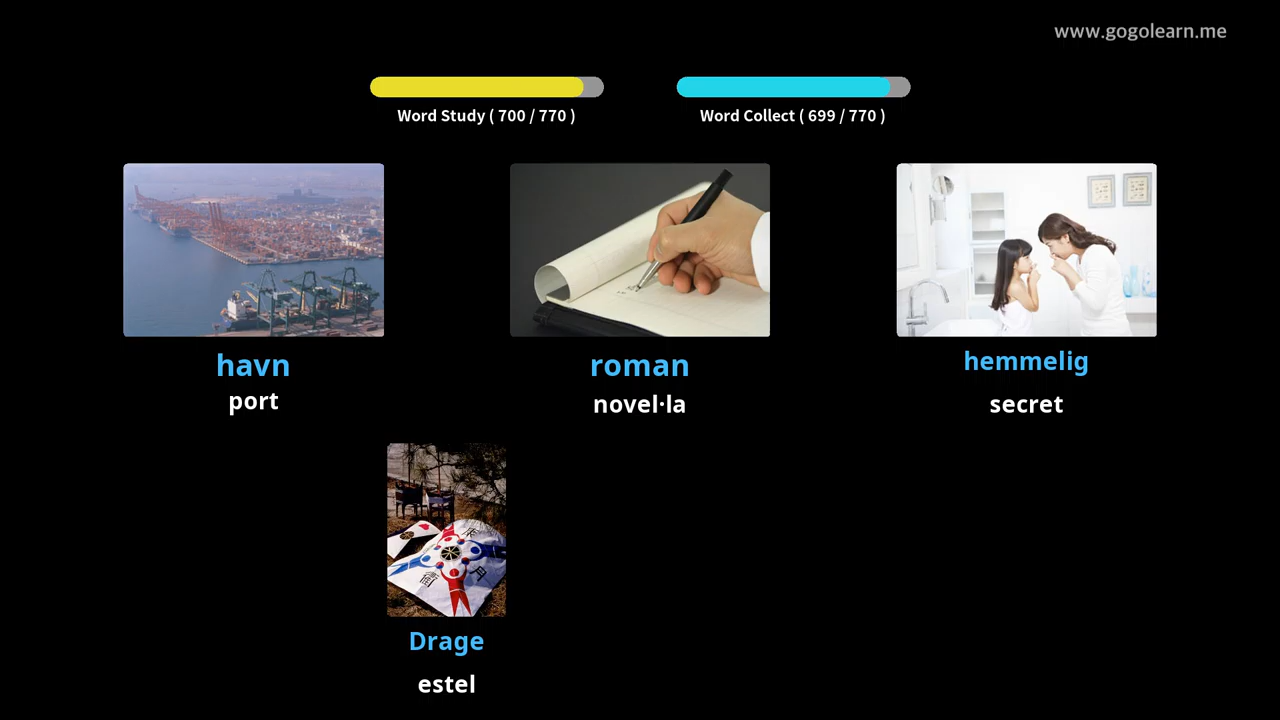 www.gogolearn.me
Word Study ( 700 / 770 )
Word Collect ( 699 / 770 )
havn
port
roman
novel·la
hemmelig
secret
Drage
estel